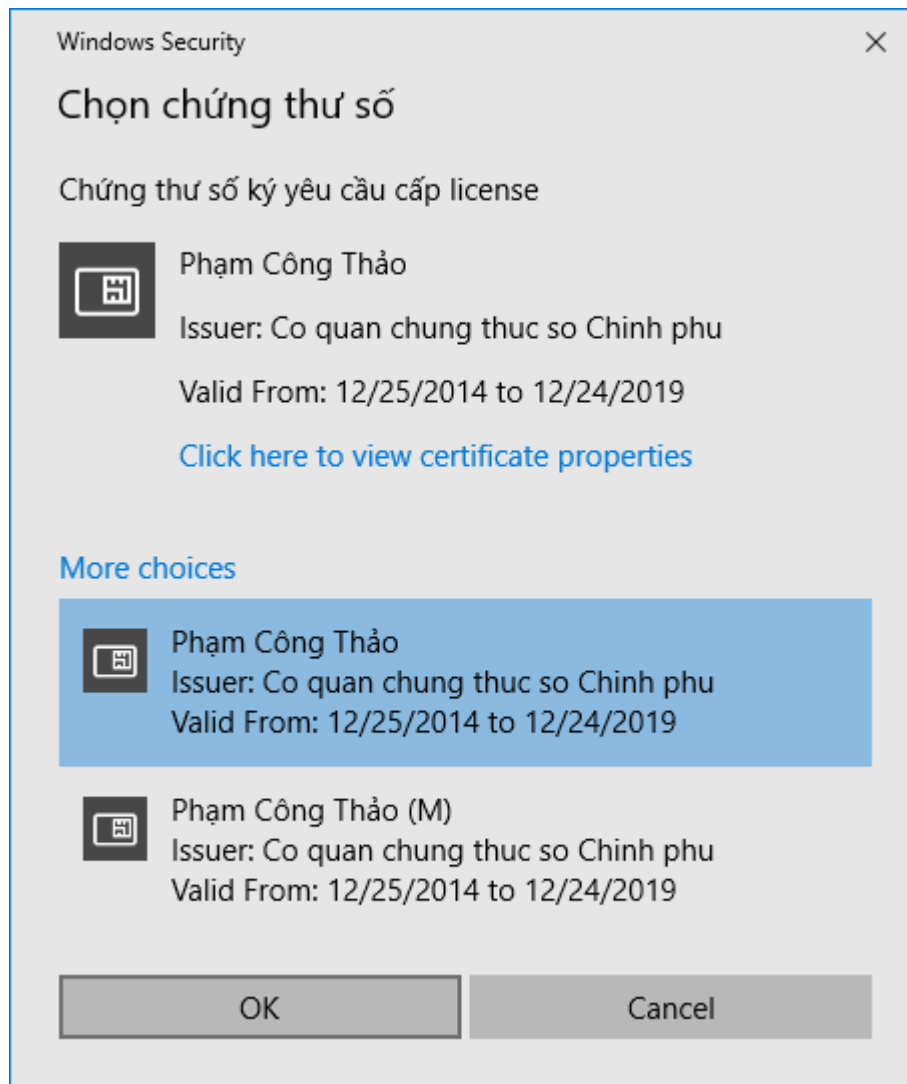 Windows Security
Chọn chứng thư số
Chứng thư số ký yêu cầu cấp license
Phạm Công Thảo
Issuer: Co quan chung thuc so Chinh phu
Valid From: 12/25/2014 to 12/24/2019
Click here to view certificate properties
More choices
Phạm Công Thảo
Issuer: Co quan chung thuc so Chinh phu
Valid From: 12/25/2014 to 12/24/2019
Phạm Công Thảo (M)
Issuer: Co quan chung thuc so Chinh phu
Valid From: 12/25/2014 to 12/24/2019
OK
Cancel